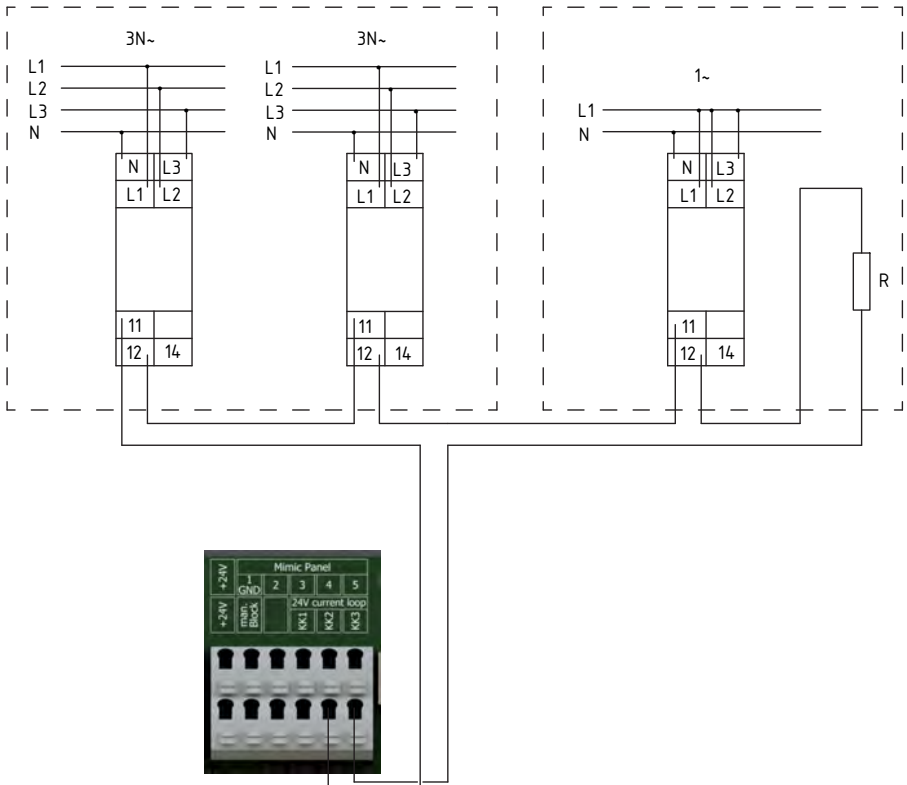 3N~ 3N~
L1 L1 1~
L2 L2
L3 L3 L1
N N N
N L3 N L3 N L3
L1 L2 L1 L2 L1 L2
R
11 11 11
12 14 12 14 12 14
+24V Mimic Panel
1 GND 2 3 4 5
+24V man. Block 24V current loop
KK1 KK2 KK3